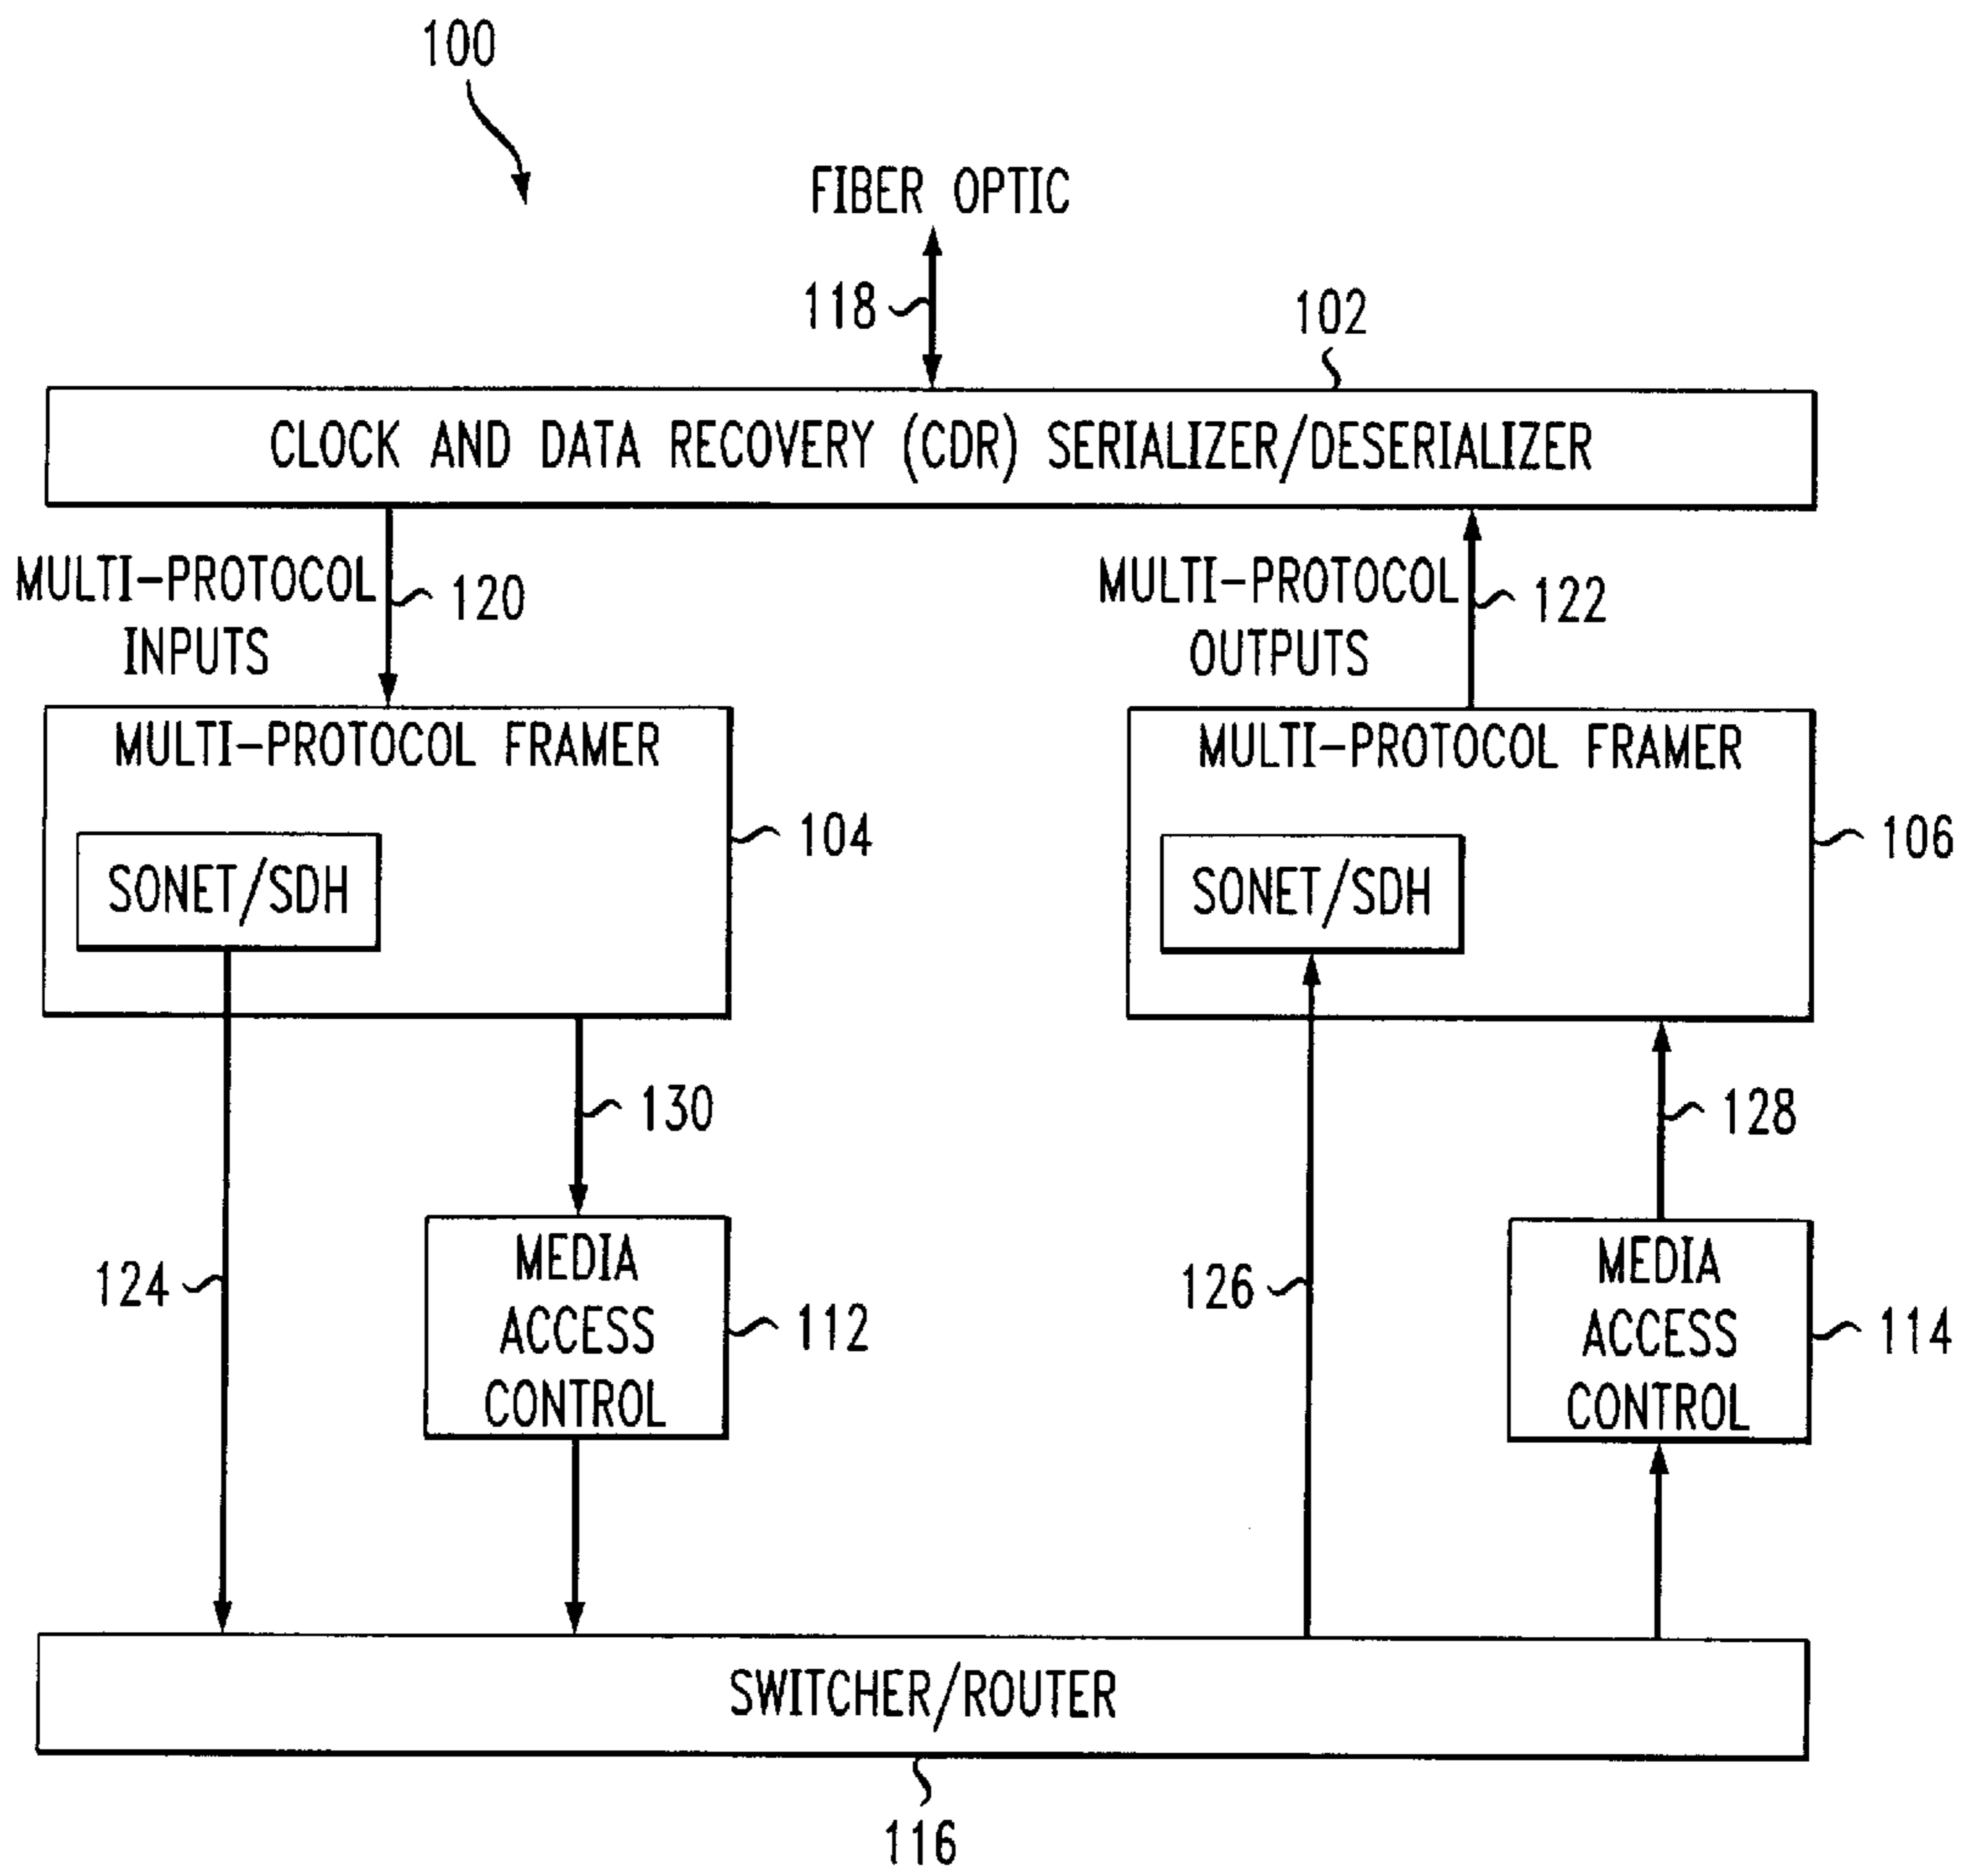 100
FIBER OPTIC
118
102
CLOCK AND DATA RECOVERY (CDR) SERIALIZER/DESERIALIZER
MULTI-PROTOCOL
INPUTS
120
MULTI-PROTOCOL
OUTPUTS
122
MULTI-PROTOCOL FRAMER
SONET/SDH
104
MULTI-PROTOCOL FRAMER
SONET/SDH
106
130
128
124
MEDIA
ACCESS
CONTROL
112
126
MEDIA
ACCESS
CONTROL
114
SWITCHER/ROUTER
116